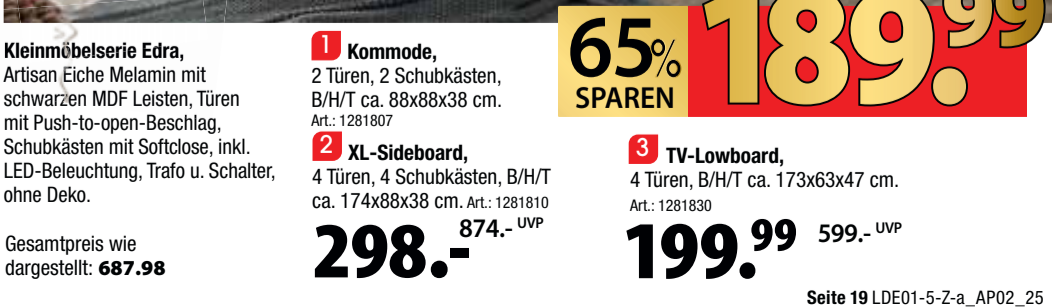 Kleinmöbelserie Edra,
Artisan Eiche Melamin mit
schwarzen MDF Leisten, Türen
mit Push-to-open-Beschlag,
Schubkästen mit Softclose, inkl.
LED-Beleuchtung, Trafo u. Schalter,
ohne Deko.
Gesamtpreis wie
dargestellt: 687.98
1 Kommode,
2 Türen, 2 Schubkästen,
B/H/T ca. 88x88x38 cm.
Art.: 1281807
65%
SPAREN
189.99
2 XL-Sideboard,
4 Türen, 4 Schubkästen, B/H/T
ca. 174x88x38 cm. Art.: 1281810
298.- 874.- UVP
3 TV-Lowboard,
4 Türen, B/H/T ca. 173x63x47 cm.
Art.: 1281830
199.99 599.- UVP
Seite 19 LDE01-5-Z-a_AP02_25